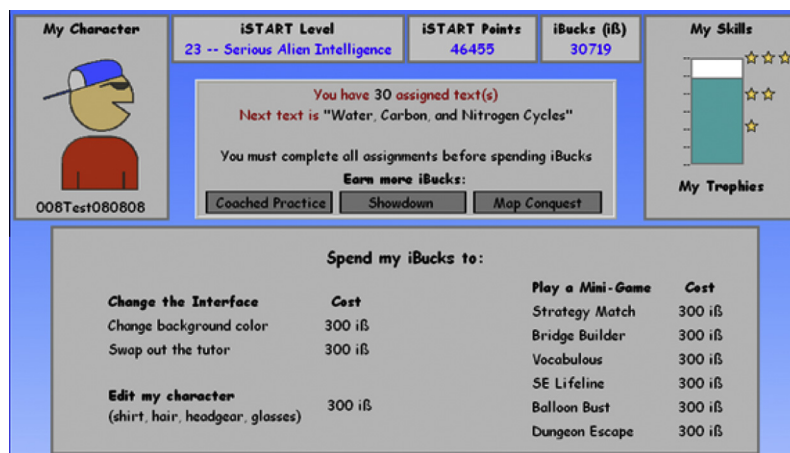 My Character
008Test080808
iSTART Level
23 -- Serious Alien Intelligence
iSTART Points
46455
iBucks (iß)
30719
My Skills
My Trophies
You have 30 assigned text(s)
Next text is "Water, Carbon, and Nitrogen Cycles"
You must complete all assignments before spending iBucks
Earn more iBucks:
Coached Practice
Showdown
Map Conquest
Spend my iBucks to:
Change the Interface Cost
Change background color 300 iß
Swap out the tutor 300 iß
Edit my character 300 iß
(shirt, hair, headgear, glasses)
Play a Mini-Game Cost
Strategy Match 300 iß
Bridge Builder 300 iß
Vocabulous 300 iß
SE Lifeline 300 iß
Balloon Bust 300 iß
Dungeon Escape 300 iß